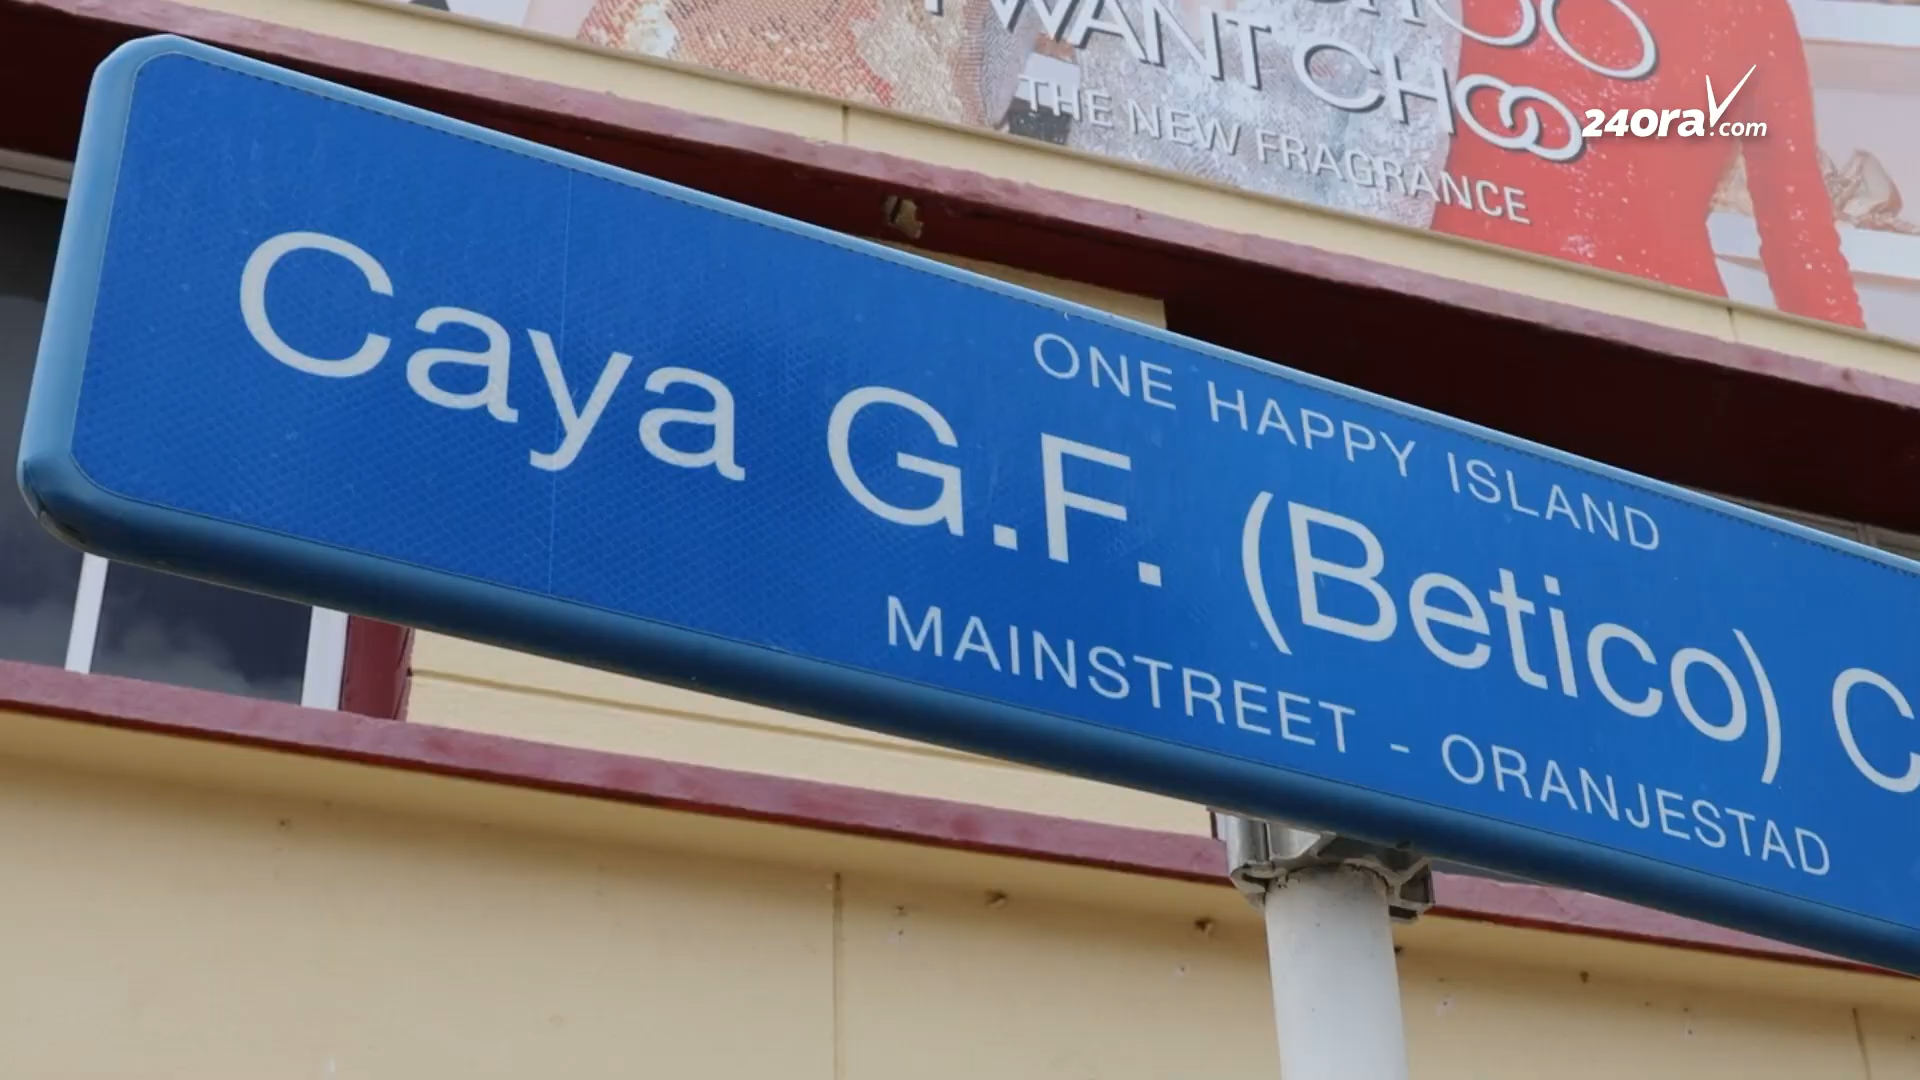 WANT CHOO
THE NEW FRAGRANCE
24ora.com
ONE HAPPY ISLAND
Caya G.F. (Betico) C
MAINSTREET - ORANJESTAD